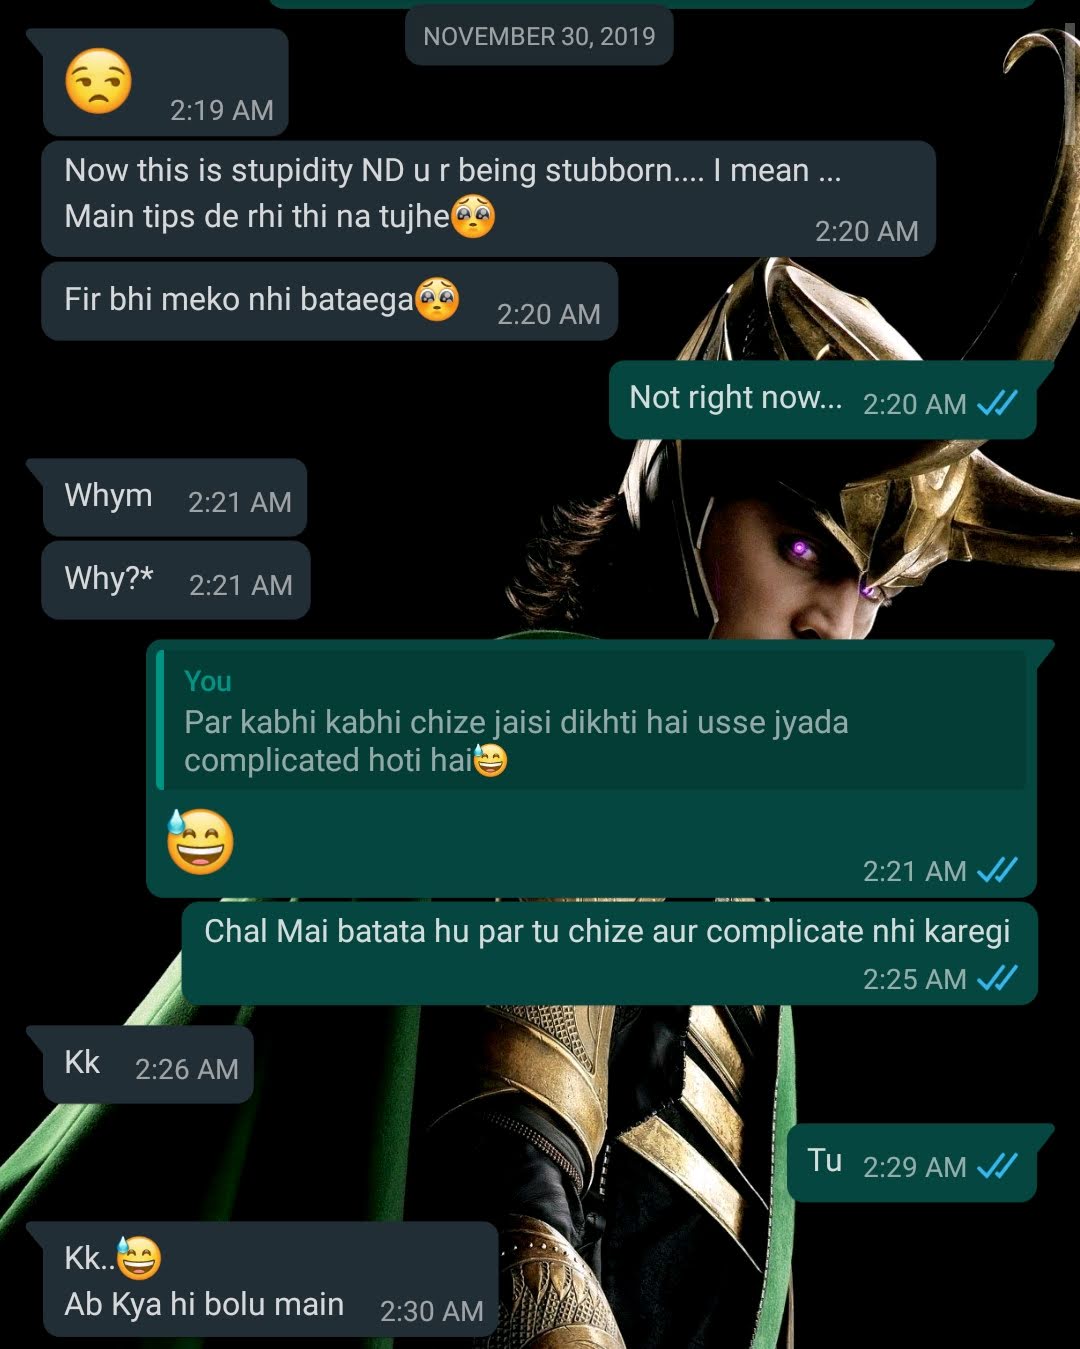 NOVEMBER 30, 2019
😒
2:19 AM
Now this is stupidity ND u r being stubborn.... I mean ...
Main tips de rhi thi na tujhe🥺
2:20 AM
Fir bhi meko nhi bataega🥺 2:20 AM
Not right now... 2:20 AM
Whym 2:21 AM
Why?* 2:21 AM
You
Par kabhi kabhi chize jaisi dikhti hai usse jyada
complicated hoti hai😅
😅
2:21 AM
Chal Mai batata hu par tu chize aur complicate nhi karegi
2:25 AM
Kk 2:26 AM
Tu 2:29 AM
Kk..😅
Ab Kya hi bolu main 2:30 AM